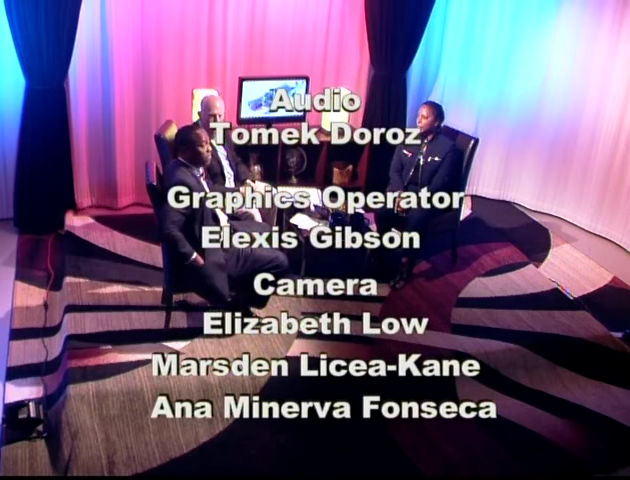 Audio
Tomek Doroz
Graphics Operator
Elexis Gibson
Camera
Elizabeth Low
Marsden Licea-Kane
Ana Minerva Fonseca